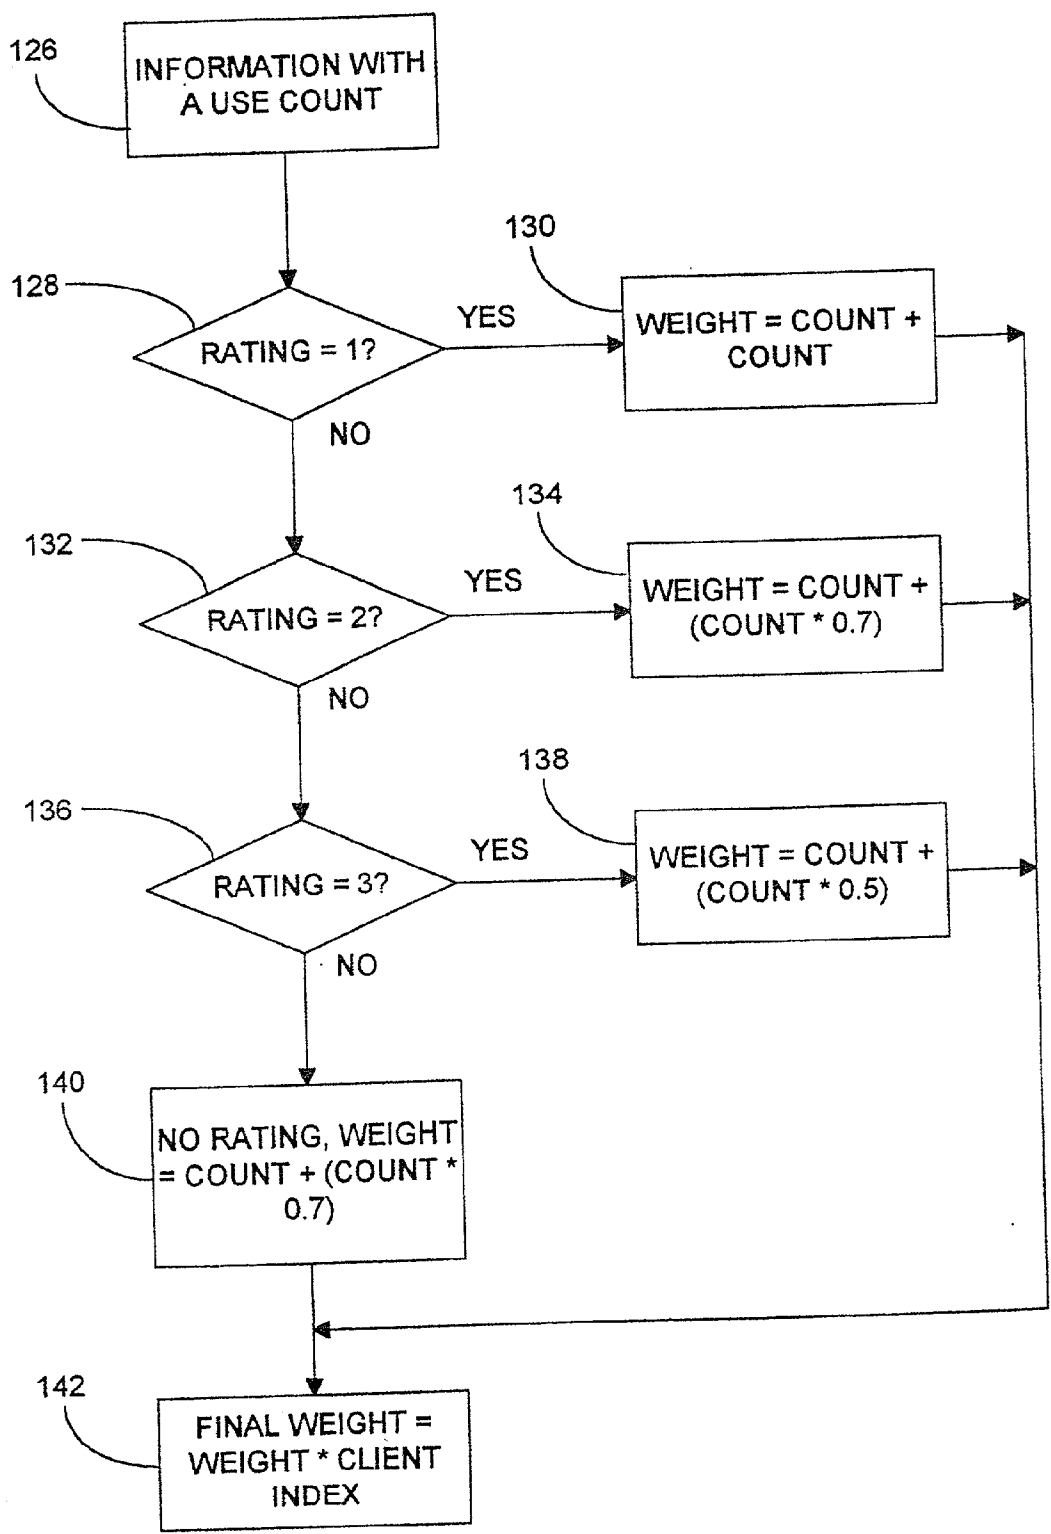 126
INFORMATION WITH
A USE COUNT
130
128
YES
RATING = 1?
WEIGHT = COUNT +
COUNT
NO
134
132
YES
RATING = 2?
WEIGHT = COUNT +
(COUNT * 0.7)
NO
138
136
YES
RATING = 3?
WEIGHT = COUNT +
(COUNT * 0.5)
NO
140
NO RATING, WEIGHT
= COUNT + (COUNT *
0.7)
142
FINAL WEIGHT =
WEIGHT * CLIENT
INDEX